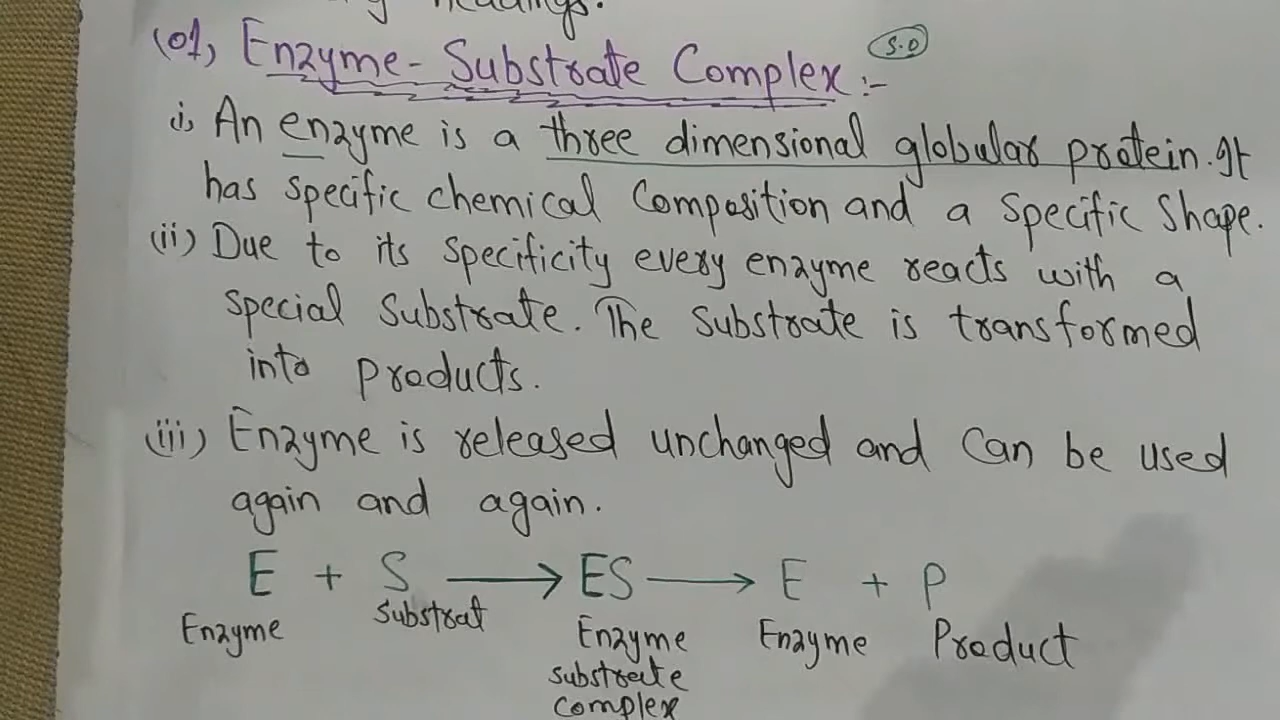 headings.
(01) Enzyme-Substrate Complex :- S.O
i) An enzyme is a three dimensional globular protein. It
has specific chemical Composition and a specific Shape.
(ii) Due to its specificity every enzyme reacts with a
special substrate. The substrate is transformed
into products.
(iii) Enzyme is released unchanged and Can be used
again and again.
E + S → ES → E + P
Enzyme Substrat Enzyme Enzyme Product
substrate
complex